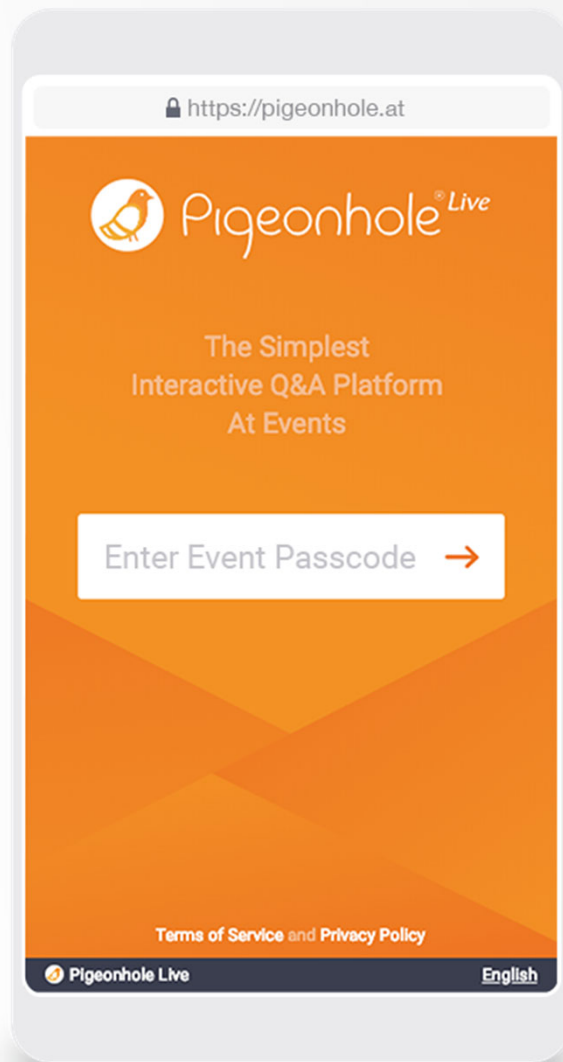 https://pigeonhole.at
Pigeonhole® Live
The Simplest
Interactive Q&A Platform
At Events
Enter Event Passcode →
Terms of Service and Privacy Policy
Pigeonhole Live English